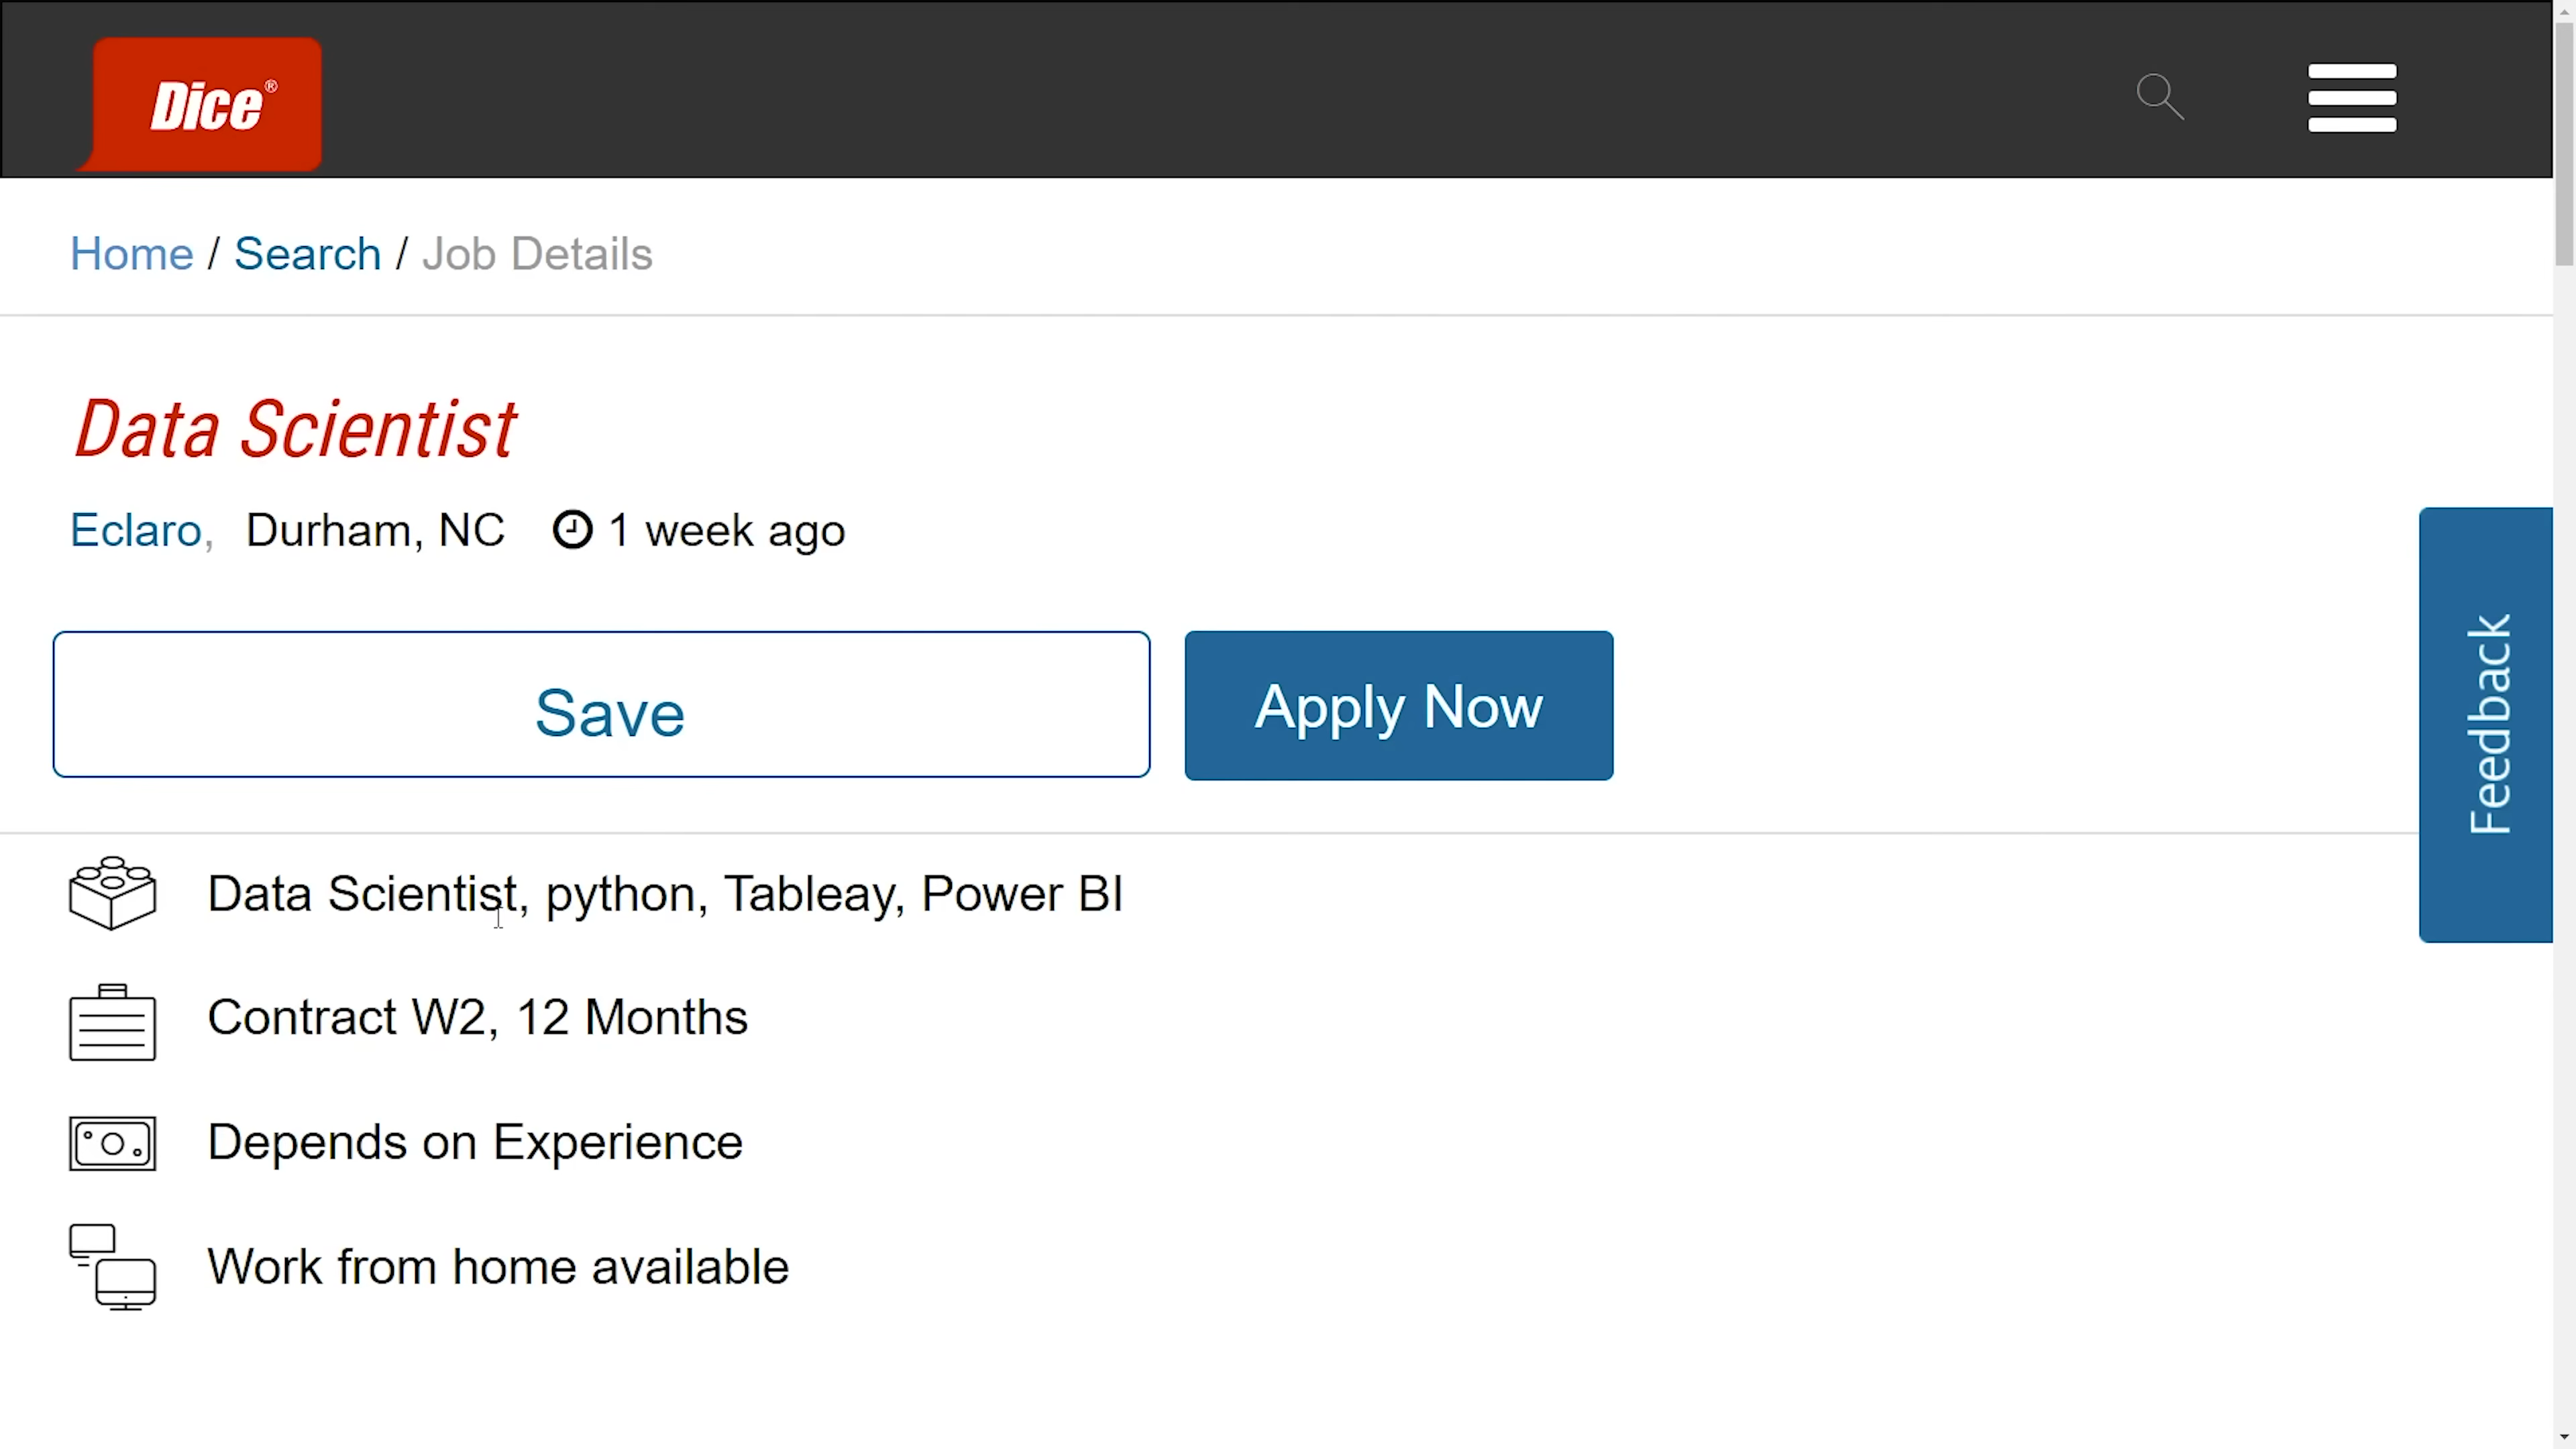 Dice®
Home / Search / Job Details
Data Scientist
Eclaro, Durham, NC 1 week ago
Save
Apply Now
Feedback
Data Scientist, python, Tableay, Power BI
Contract W2, 12 Months
Depends on Experience
Work from home available